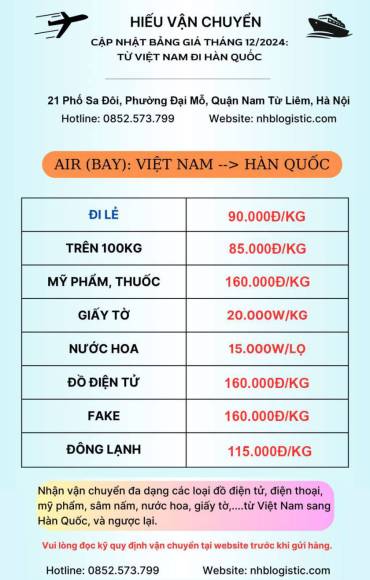 HIẾU VẬN CHUYỂN
CẬP NHẬT BẢNG GIÁ THÁNG 12/2024:
TỪ VIỆT NAM ĐI HÀN QUỐC
21 Phố Sa Đôi, Phường Đại Mỗ, Quận Nam Từ Liêm, Hà Nội
Hotline: 0852.573.799 Website: nhblogistic.com
AIR (BAY): VIỆT NAM --> HÀN QUỐC
ĐI LẺ 90.000Đ/KG
TRÊN 100KG 85.000Đ/KG
MỸ PHẨM, THUỐC 160.000Đ/KG
GIẤY TỜ 20.000W/KG
NƯỚC HOA 15.000W/LỌ
ĐỒ ĐIỆN TỬ 160.000Đ/KG
FAKE 160.000Đ/KG
ĐÔNG LẠNH 115.000Đ/KG
Nhận vận chuyển đa dạng các loại đồ điện tử, điện thoại,
mỹ phẩm, sâm nấm, nước hoa, giấy tờ,....từ Việt Nam sang
Hàn Quốc, và ngược lại.
Vui lòng đọc kỹ quy định vận chuyển tại website trước khi gửi hàng.
Hotline: 0852.573.799 Website: nhblogistic.com